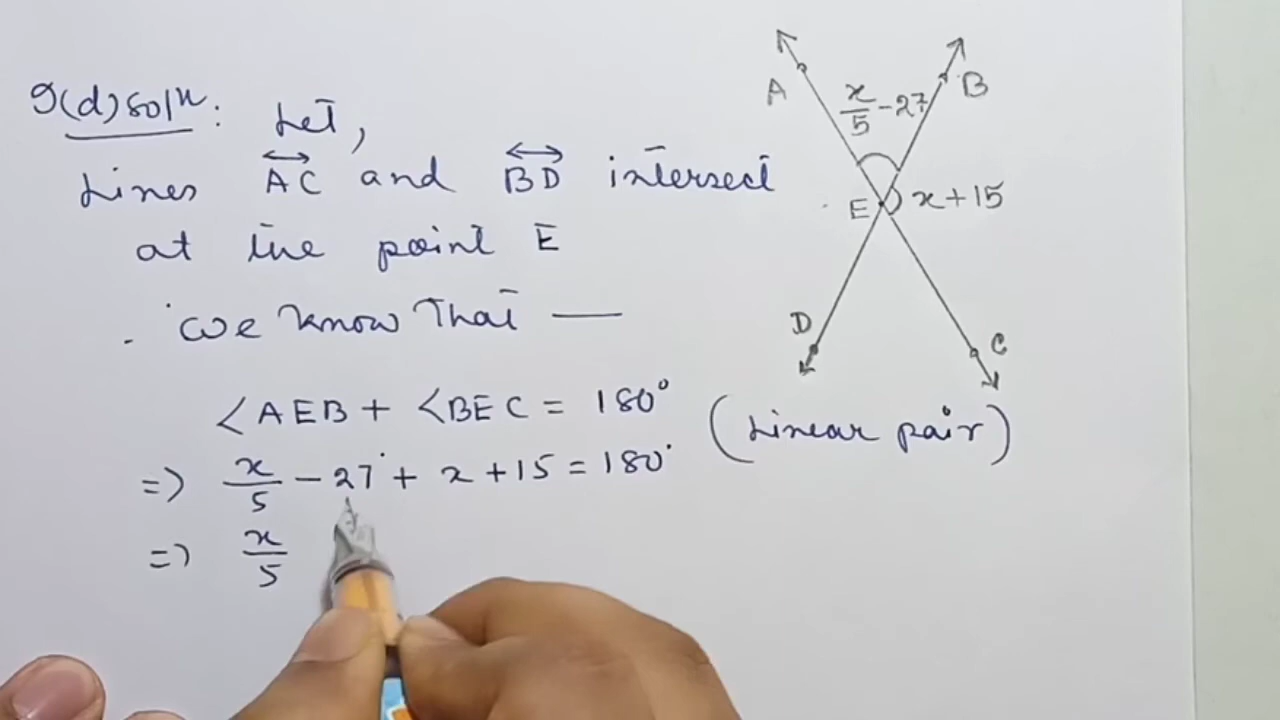 9(d) solⁿ: Let,
Lines AC and BD intersect
at the point E
We know that —
∠AEB + ∠BEC = 180° (Linear pair)
=> x/5 - 27 + x + 15 = 180°
=> x/5
A
B
x/5 - 27
E
x + 15
D
C